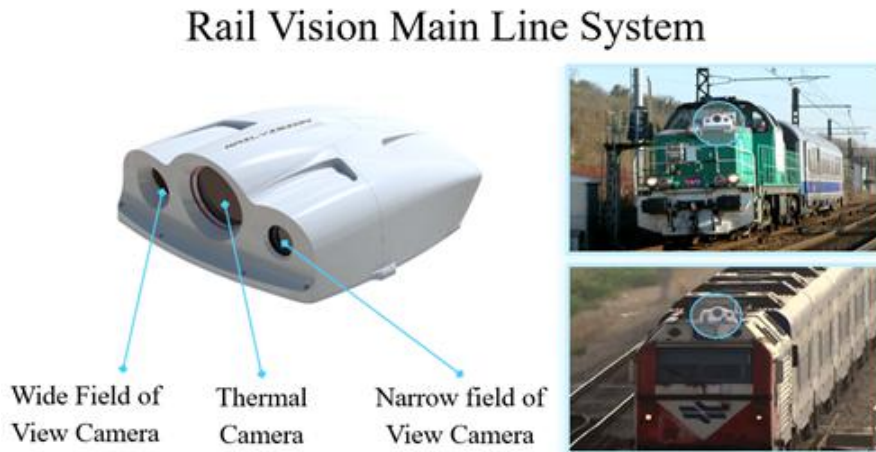 Rail Vision Main Line System
Wide Field of
View Camera
Thermal
Camera
Narrow field of
View Camera